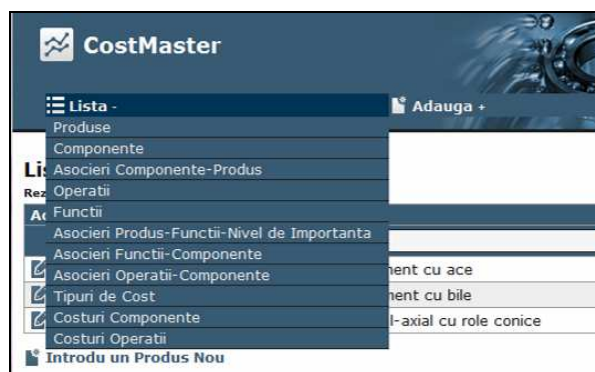 CostMaster
Lista -
Adauga +
Produse
Componente
Asocieri Componente-Produs
Operatii
Functii
Asocieri Produs-Functii-Nivel de Importanta
Asocieri Functii-Componente
Asocieri Operatii-Componente
ent cu ace
Tipuri de Cost
ent cu bile
Costuri Componente
l-axial cu role conice
Costuri Operatii
Introdu un Produs Nou